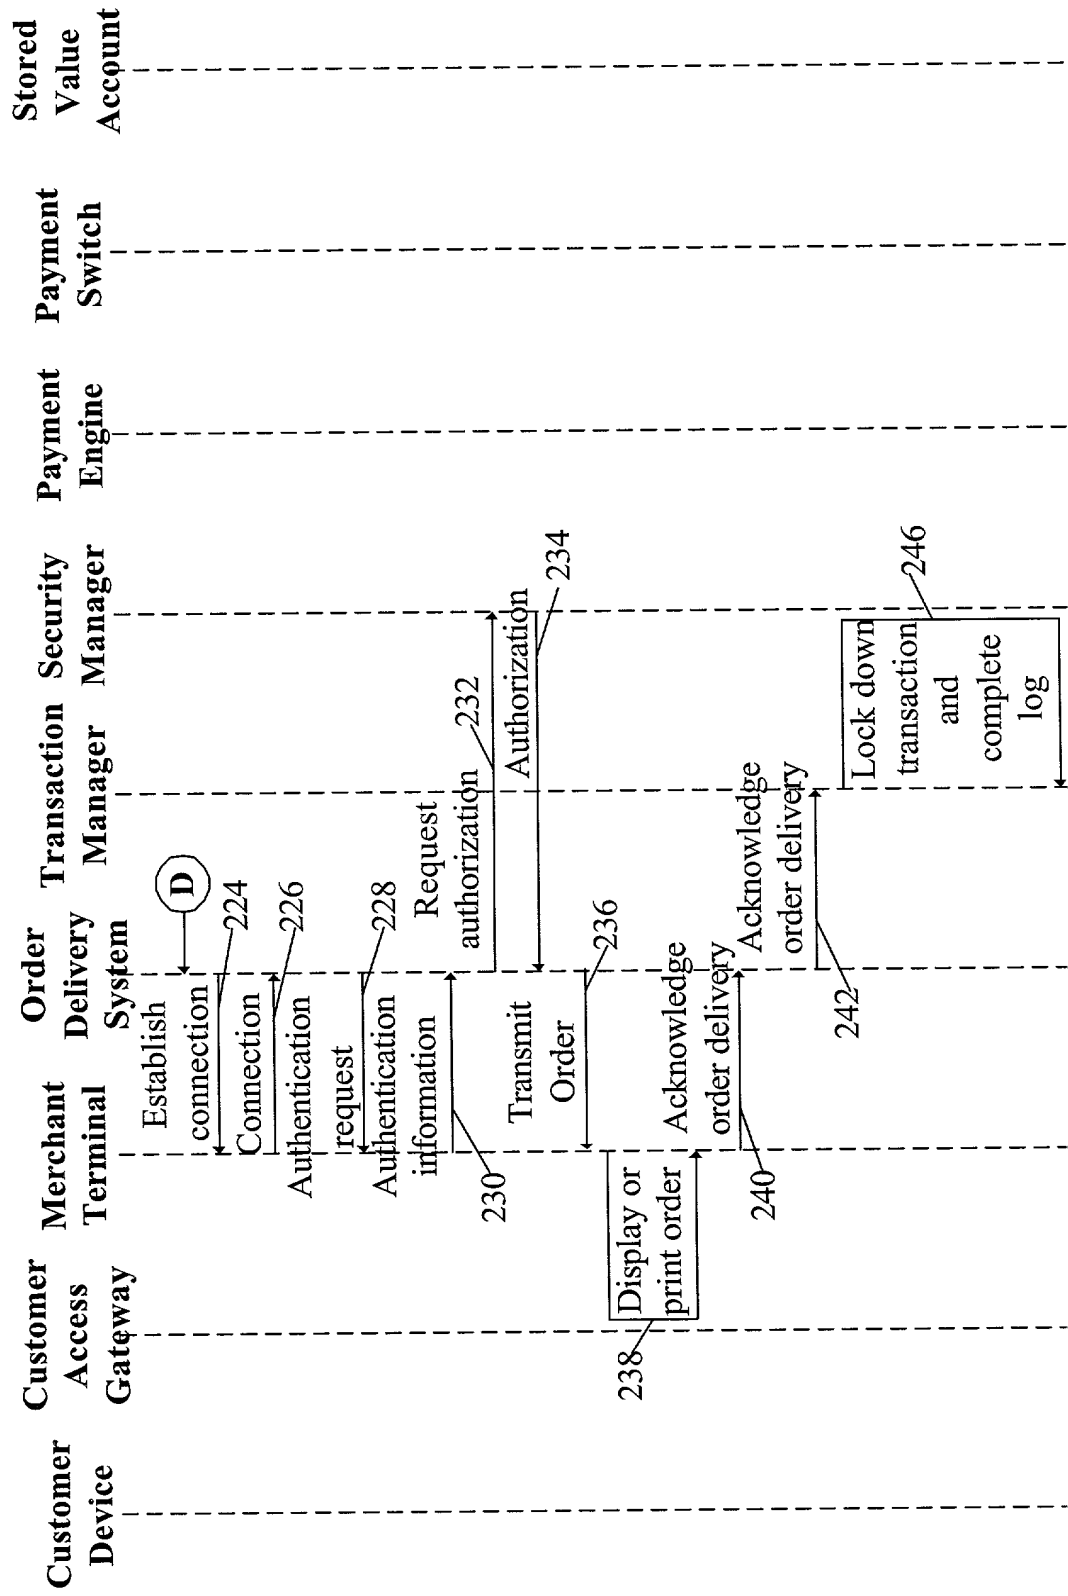 Customer
Device
Customer
Access
Gateway
Merchant
Terminal
Order
Delivery
System
Transaction
Manager
Security
Manager
Payment
Engine
Payment
Switch
Stored
Value
Account
D
Establish
connection
224
Connection
226
Authentication
request
228
Authentication
information
230
Request
authorization
232
Authorization
234
Transmit
Order
236
Display or
print order
238
Acknowledge
order delivery
240
Acknowledge
order delivery
242
Lock down
transaction
and
complete
log
246